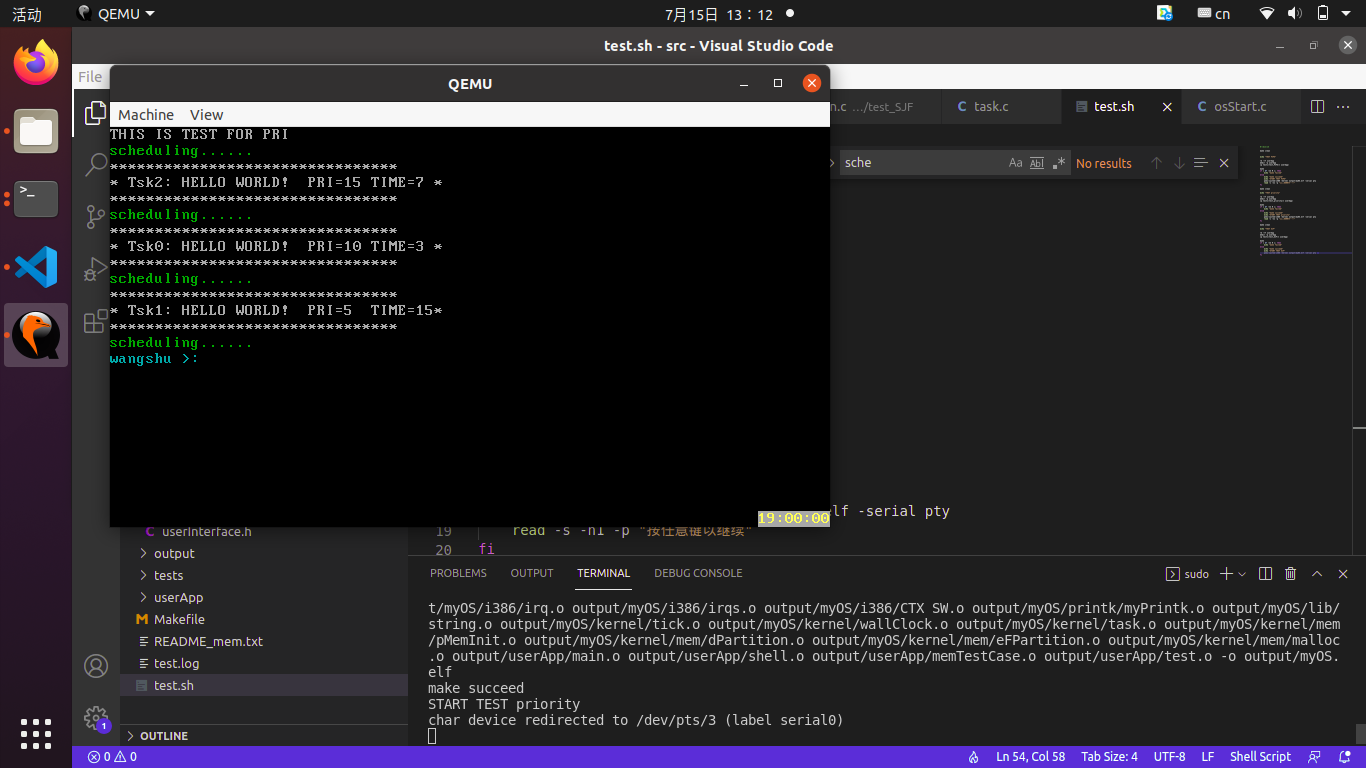 活动
QEMU
7月15日 13：12
cn
test.sh - src - Visual Studio Code
File
QEMU
n.c .../test_SJF
task.c
test.sh
osStart.c
Machine View
sche
Aa
Ab
No results
THIS IS TEST FOR PRI
scheduling......
********************************
* Tsk2: HELLO WORLD!  PRI=15 TIME=7 *
********************************
scheduling......
********************************
* Tsk0: HELLO WORLD!  PRI=10 TIME=3 *
********************************
scheduling......
********************************
* Tsk1: HELLO WORLD!  PRI=5  TIME=15*
********************************
scheduling......
wangshu >:
19:00:00
lf -serial pty
19 read -s -n1 -p "按任意键以继续"
20 fi
userInterface.h
output
tests
userApp
Makefile
README_mem.txt
test.log
test.sh
OUTLINE
PROBLEMS OUTPUT TERMINAL DEBUG CONSOLE
sudo
t/myOS/i386/irq.o output/myOS/i386/irqs.o output/myOS/i386/CTX SW.o output/myOS/printk/myPrintk.o output/myOS/lib/
string.o output/myOS/kernel/tick.o output/myOS/kernel/wallClock.o output/myOS/kernel/task.o output/myOS/kernel/mem
/pMemInit.o output/myOS/kernel/mem/dPartition.o output/myOS/kernel/mem/eFPartition.o output/myOS/kernel/mem/malloc
.o output/userApp/main.o output/userApp/shell.o output/userApp/memTestCase.o output/userApp/test.o -o output/myOS.
elf
make succeed
START TEST priority
char device redirected to /dev/pts/3 (label serial0)
1
0 0
Ln 54, Col 58
Tab Size: 4
UTF-8
LF
Shell Script